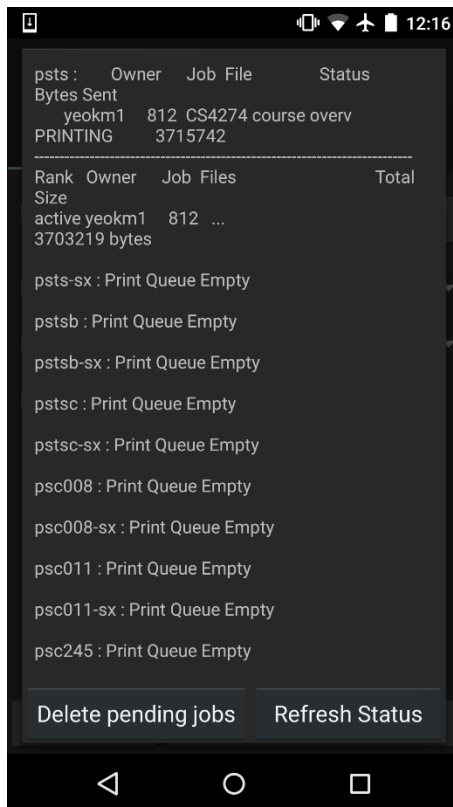 12:16
psts : Owner Job File Status
Bytes Sent
yeokm1 812 CS4274 course overv
PRINTING 3715742
--------------------------------------------------------------------------------
Rank Owner Job Files Total
Size
active yeokm1 812 ...
3703219 bytes
psts-sx : Print Queue Empty
pstsb : Print Queue Empty
pstsb-sx : Print Queue Empty
pstsc : Print Queue Empty
pstsc-sx : Print Queue Empty
psc008 : Print Queue Empty
psc008-sx : Print Queue Empty
psc011 : Print Queue Empty
psc011-sx : Print Queue Empty
psc245 : Print Queue Empty
Delete pending jobs Refresh Status